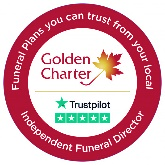 Funeral Plans you can trust from your local
Golden
Charter
Trustpilot
Independent Funeral Director